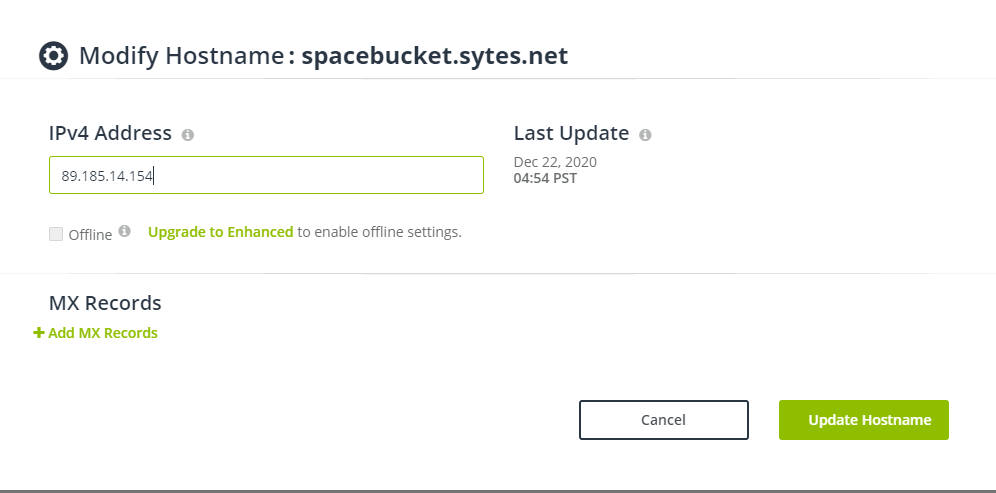 Modify Hostname: spacebucket.sytes.net
IPv4 Address
89.185.14.154
Offline
Upgrade to Enhanced to enable offline settings.
Last Update
Dec 22, 2020
04:54 PST
MX Records
+ Add MX Records
Cancel
Update Hostname